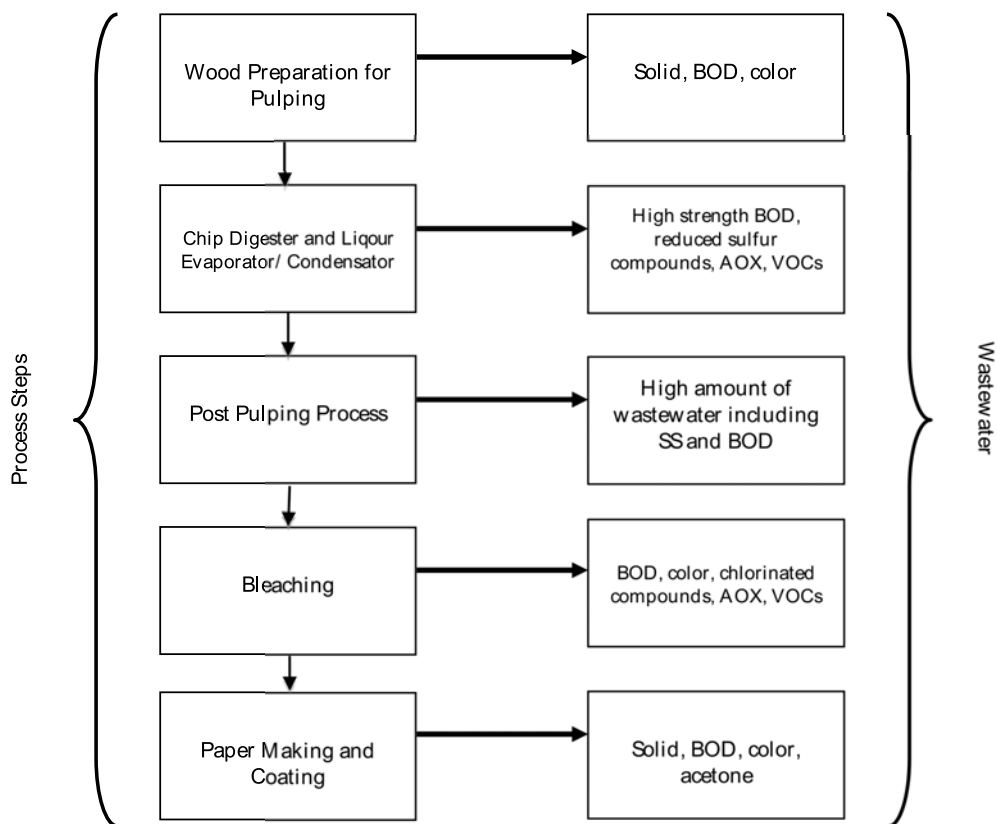 Process Steps
Wood Preparation for
Pulping
Solid, BOD, color
Chip Digester and Liqour
Evaporator/ Condensator
High strength BOD,
reduced sulfur
compounds, AOX, VOCs
Post Pulping Process
High amount of
wastewater including
SS and BOD
Bleaching
BOD, color, chlorinated
compounds, AOX, VOCs
Paper Making and
Coating
Solid, BOD, color,
acetone
Wastewater